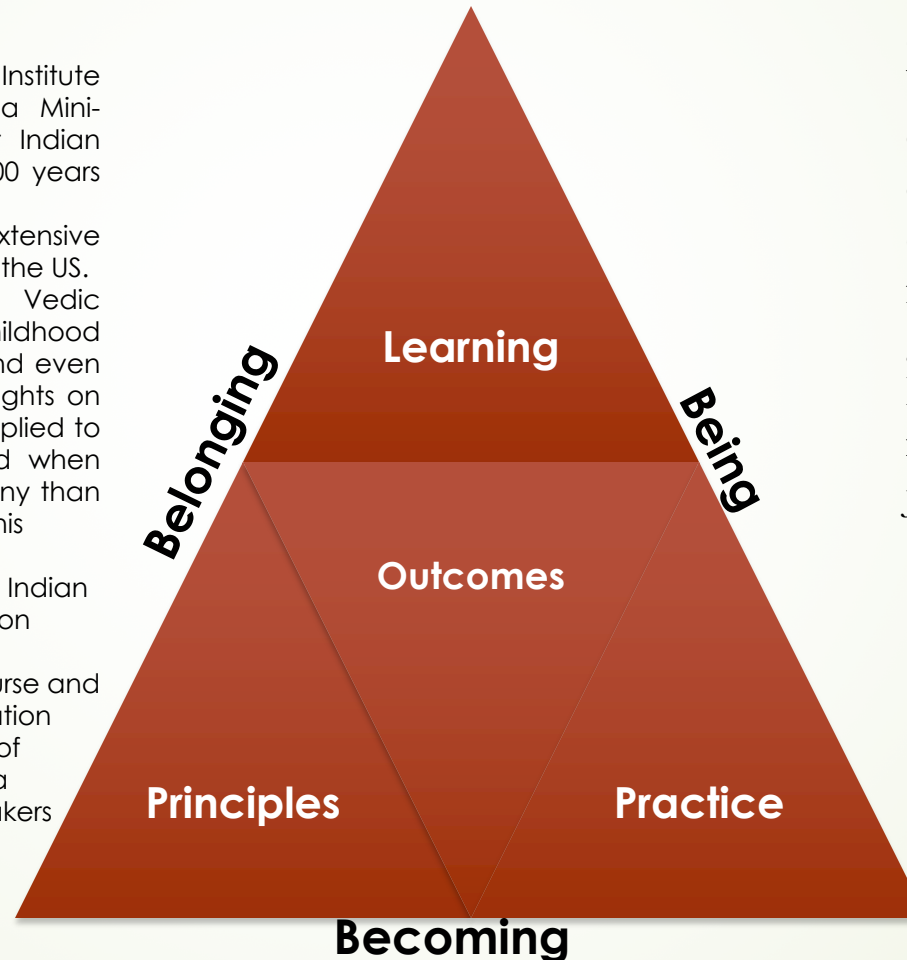 Institute
a Mini-
Indian
00 years
xtensive
the US.
Vedic
ildhood
nd even
ghts on
plied to
d when
ny than
his
Indian
on
urse and
ation
of
a
kers
Learning
Belonging
Being
Outcomes
Principles
Practice
Becoming